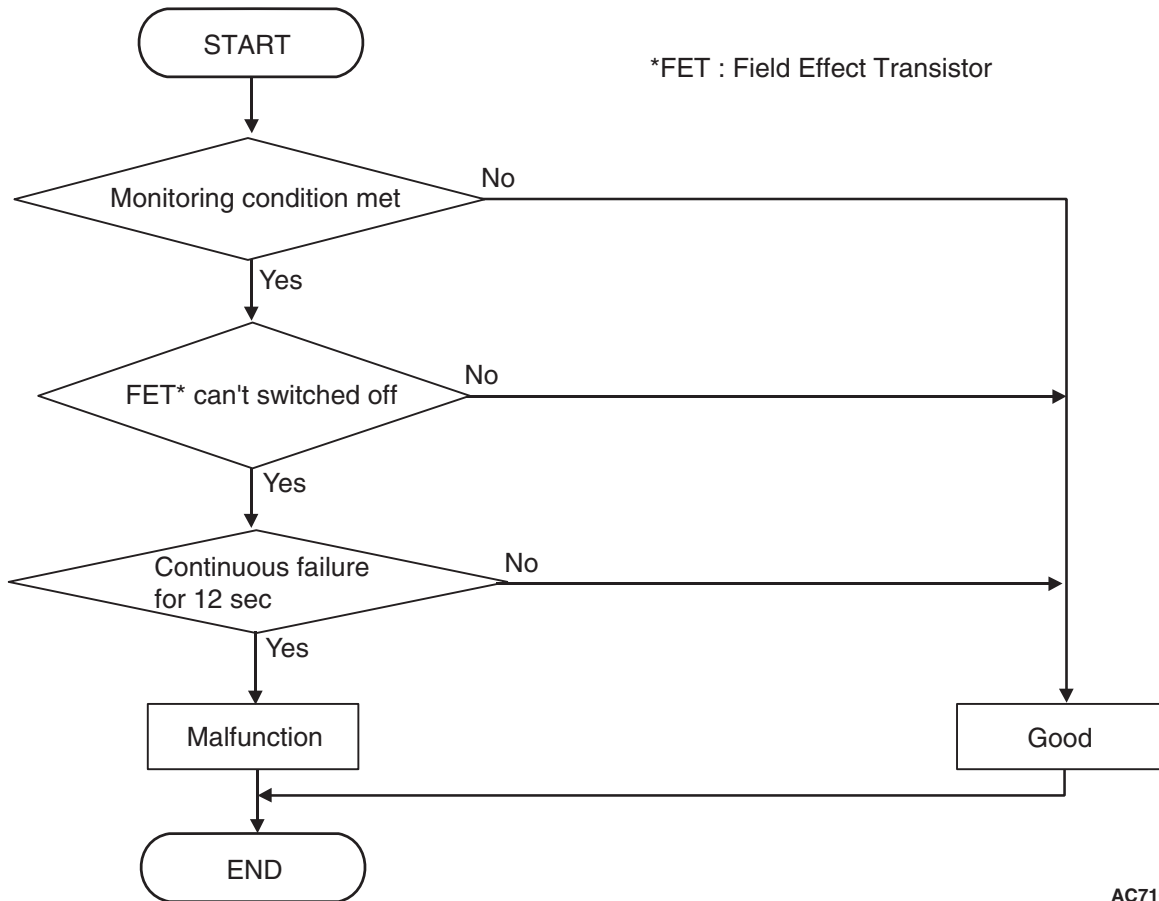 START
*FET : Field Effect Transistor
Monitoring condition met
No
Yes
FET* can't switched off
No
Yes
Continuous failure
for 12 sec
No
Yes
Malfunction
Good
END
AC71